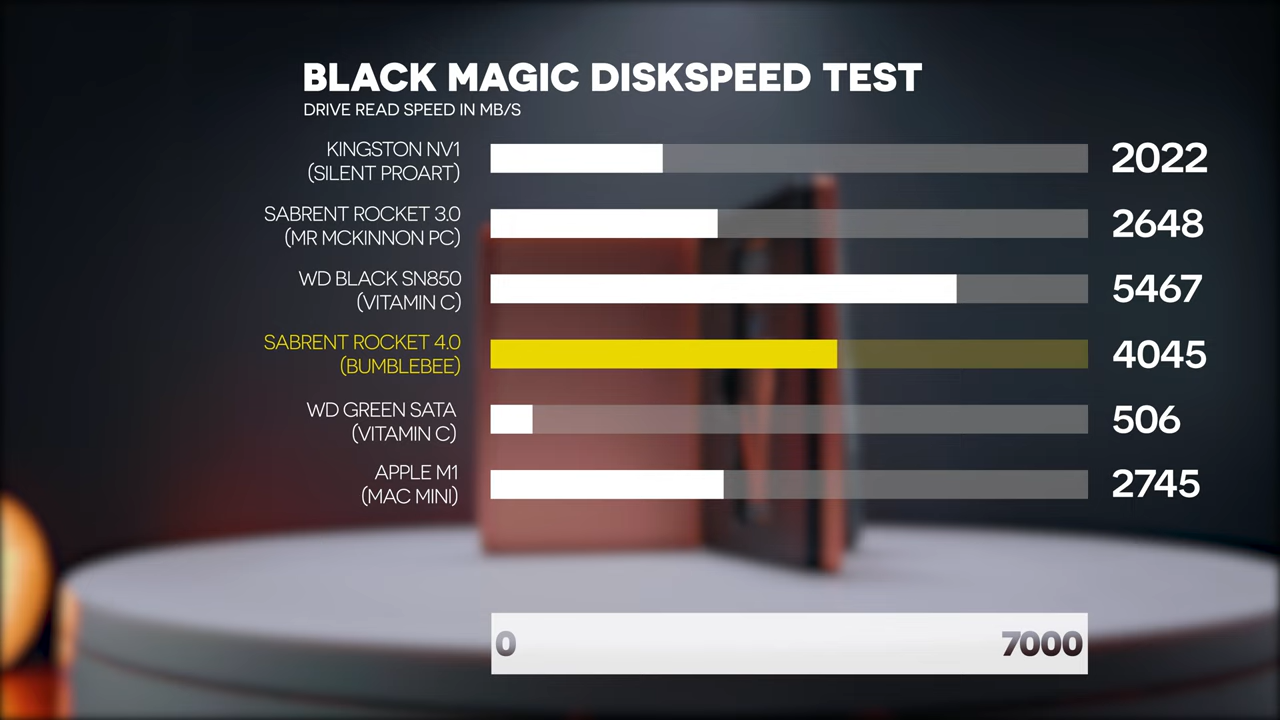 BLACK MAGIC DISKSPEED TEST
DRIVE READ SPEED IN MB/S
KINGSTON NV1
(SILENT PROART)
2022
SABRENT ROCKET 3.0
(MR MCKINNON PC)
2648
WD BLACK SN850
(VITAMIN C)
5467
SABRENT ROCKET 4.0
(BUMBLEBEE)
4045
WD GREEN SATA
(VITAMIN C)
506
APPLE M1
(MAC MINI)
2745
0 7000